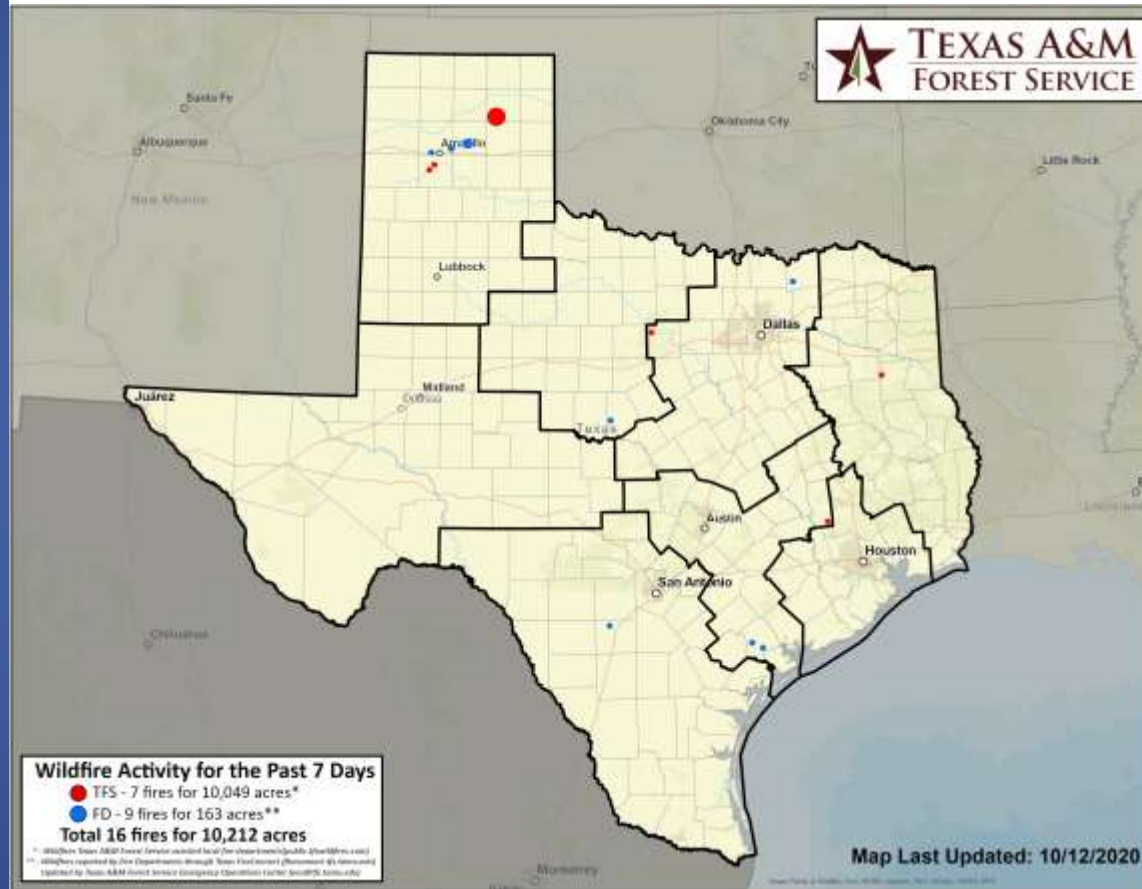 TEXAS A&M
FOREST SERVICE
Santa Fe
Albuquerque
New Mexico
Oklahoma City
Little Rock
Amarillo
Lubbock
Dallas
Midland
Odessa
Juárez
Texas
Austin
Houston
San Antonio
Chihuahua
Monterrey
Wildfire Activity for the Past 7 Days
TFS - 7 fires for 10,049 acres*
FD - 9 fires for 163 acres**
Total 16 fires for 10,212 acres
Map Last Updated: 10/12/2020